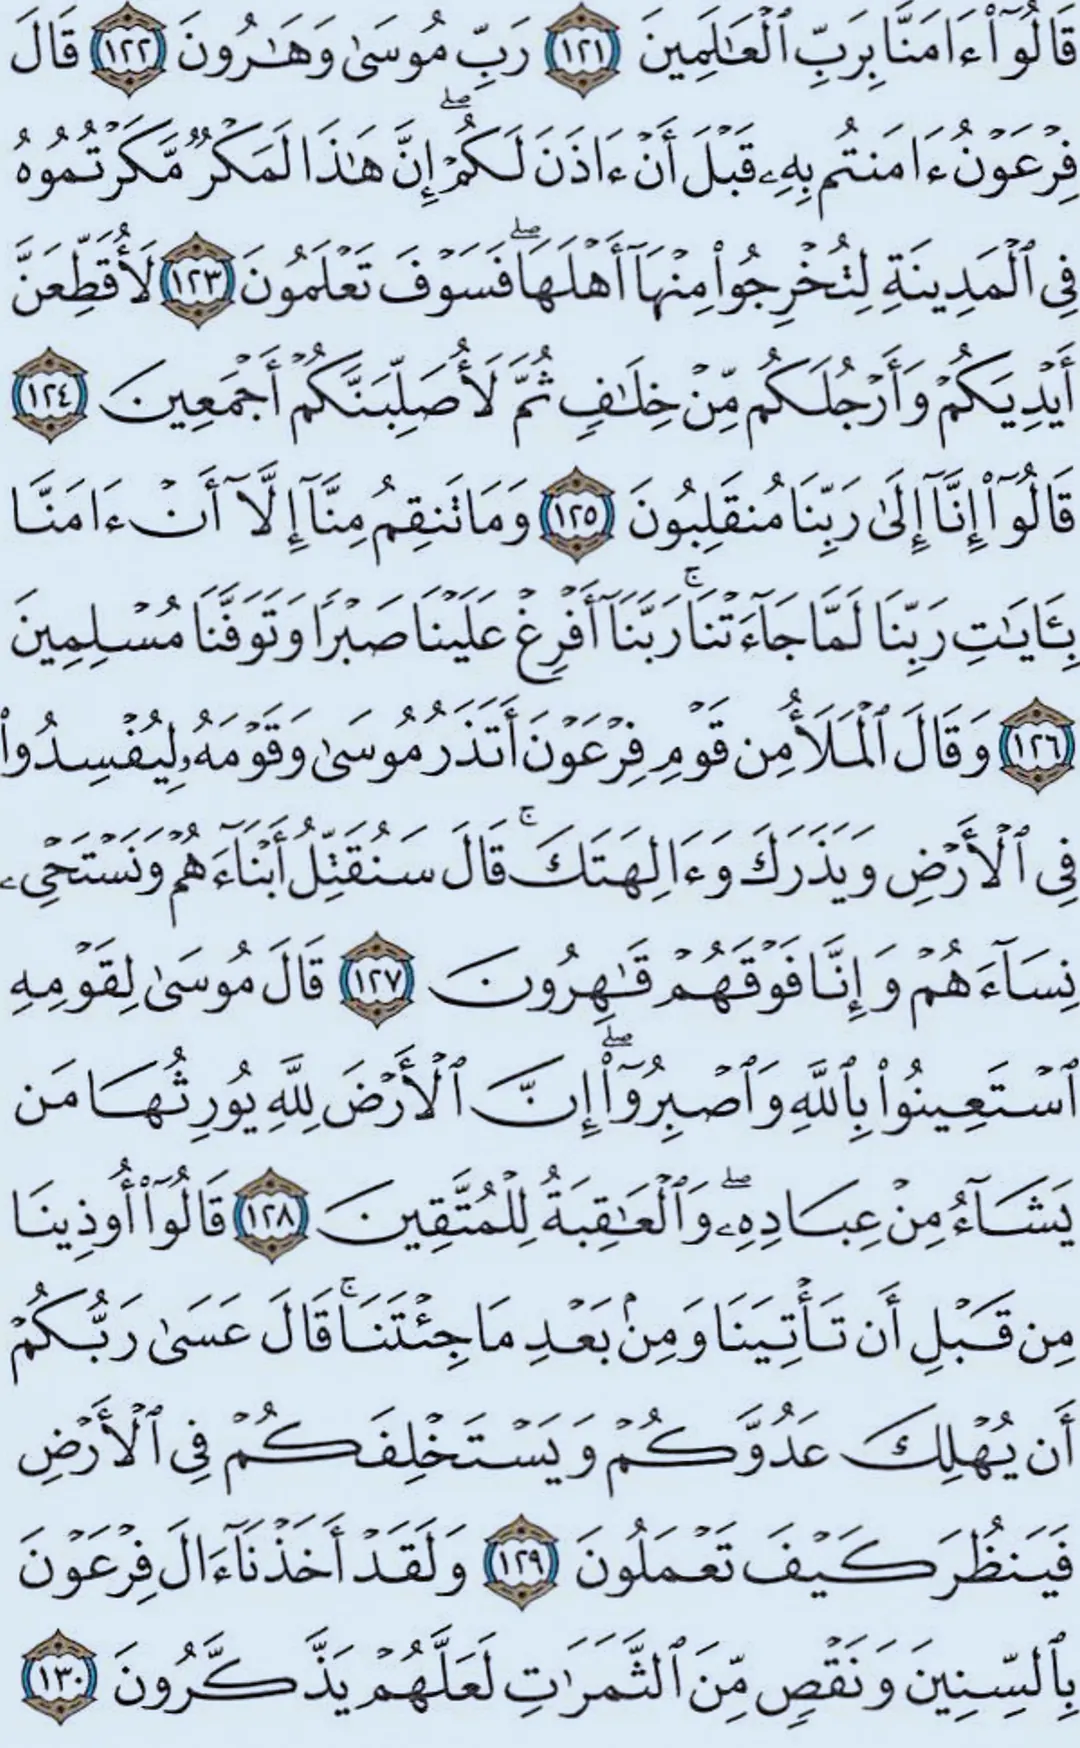 قَالُوٓاْ ءَامَنَّا بِرَبِّ ٱلۡعَٰلَمِينَ ١٢١ رَبِّ مُوسَىٰ وَهَٰرُونَ ١٢٢ قَالَ
فِرۡعَوۡنُ ءَامَنتُم بِهِۦ قَبۡلَ أَنۡ ءَاذَنَ لَكُمۡۖ إِنَّ هَٰذَا لَمَكۡرٞ مَّكَرۡتُمُوهُ
فِي ٱلۡمَدِينَةِ لِتُخۡرِجُواْ مِنۡهَآ أَهۡلَهَاۖ فَسَوۡفَ تَعۡلَمُونَ ١٢٣ لَأُقَطِّعَنَّ
أَيۡدِيَكُمۡ وَأَرۡجُلَكُم مِّنۡ خِلَٰفٖ ثُمَّ لَأُصَلِّبَنَّكُمۡ أَجۡمَعِينَ ١٢٤
قَالُوٓاْ إِنَّآ إِلَىٰ رَبِّنَا مُنقَلِبُونَ ١٢٥ وَمَا تَنقِمُ مِنَّآ إِلَّآ أَنۡ ءَامَنَّا
بِـَٔايَٰتِ رَبِّنَا لَمَّا جَآءَتۡنَاۚ رَبَّنَآ أَفۡرِغۡ عَلَيۡنَا صَبۡرٗا وَتَوَفَّنَا مُسۡلِمِينَ
١٢٦ وَقَالَ ٱلۡمَلَأُ مِن قَوۡمِ فِرۡعَوۡنَ أَتَذَرُ مُوسَىٰ وَقَوۡمَهُۥ لِيُفۡسِدُواْ
فِي ٱلۡأَرۡضِ وَيَذَرَكَ وَءَالِهَتَكَۚ قَالَ سَنُقَتِّلُ أَبۡنَآءَهُمۡ وَنَسۡتَحۡيِۦ
نِسَآءَهُمۡ وَإِنَّا فَوۡقَهُمۡ قَٰهِرُونَ ١٢٧ قَالَ مُوسَىٰ لِقَوۡمِهِ
ٱسۡتَعِينُواْ بِٱللَّهِ وَٱصۡبِرُوٓاْۖ إِنَّ ٱلۡأَرۡضَ لِلَّهِ يُورِثُهَا مَن
يَشَآءُ مِنۡ عِبَادِهِۦۖ وَٱلۡعَٰقِبَةُ لِلۡمُتَّقِينَ ١٢٨ قَالُوٓاْ أُوذِينَا
مِن قَبۡلِ أَن تَأۡتِيَنَا وَمِنۢ بَعۡدِ مَا جِئۡتَنَاۚ قَالَ عَسَىٰ رَبُّكُمۡ
أَن يُهۡلِكَ عَدُوَّكُمۡ وَيَسۡتَخۡلِفَكُمۡ فِي ٱلۡأَرۡضِ
فَيَنظُرَ كَيۡفَ تَعۡمَلُونَ ١٢٩ وَلَقَدۡ أَخَذۡنَآ ءَالَ فِرۡعَوۡنَ
بِٱلسِّنِينَ وَنَقۡصٖ مِّنَ ٱلثَّمَرَٰتِ لَعَلَّهُمۡ يَذَّكَّرُونَ ١٣٠